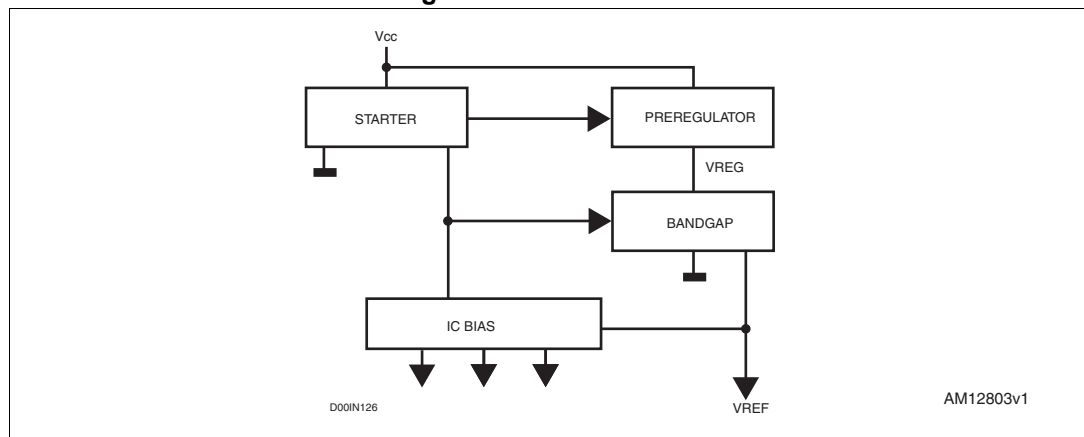 Vcc
STARTER
PREREGULATOR
VREG
BANDGAP
IC BIAS
D00IN126
VREF
AM12803v1